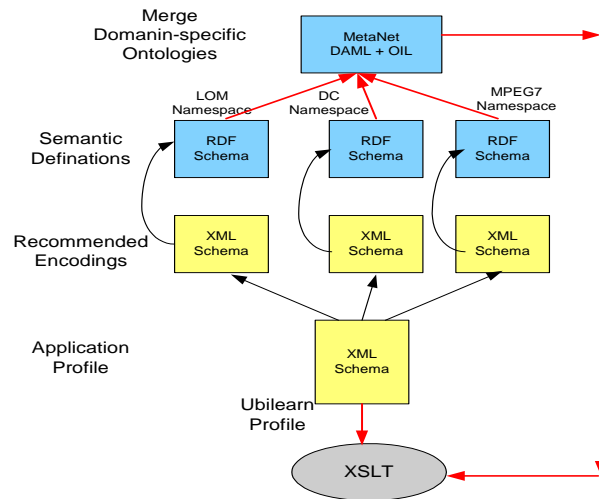 Merge
Domanin-specific
Ontologies
MetaNet
DAML + OIL
LOM
Namespace
DC
Namespace
MPEG7
Namespace
Semantic
Definations
RDF
Schema
RDF
Schema
RDF
Schema
Recommended
Encodings
XML
Schema
XML
Schema
XML
Schema
Application
Profile
XML
Schema
Ubilearn
Profile
XSLT